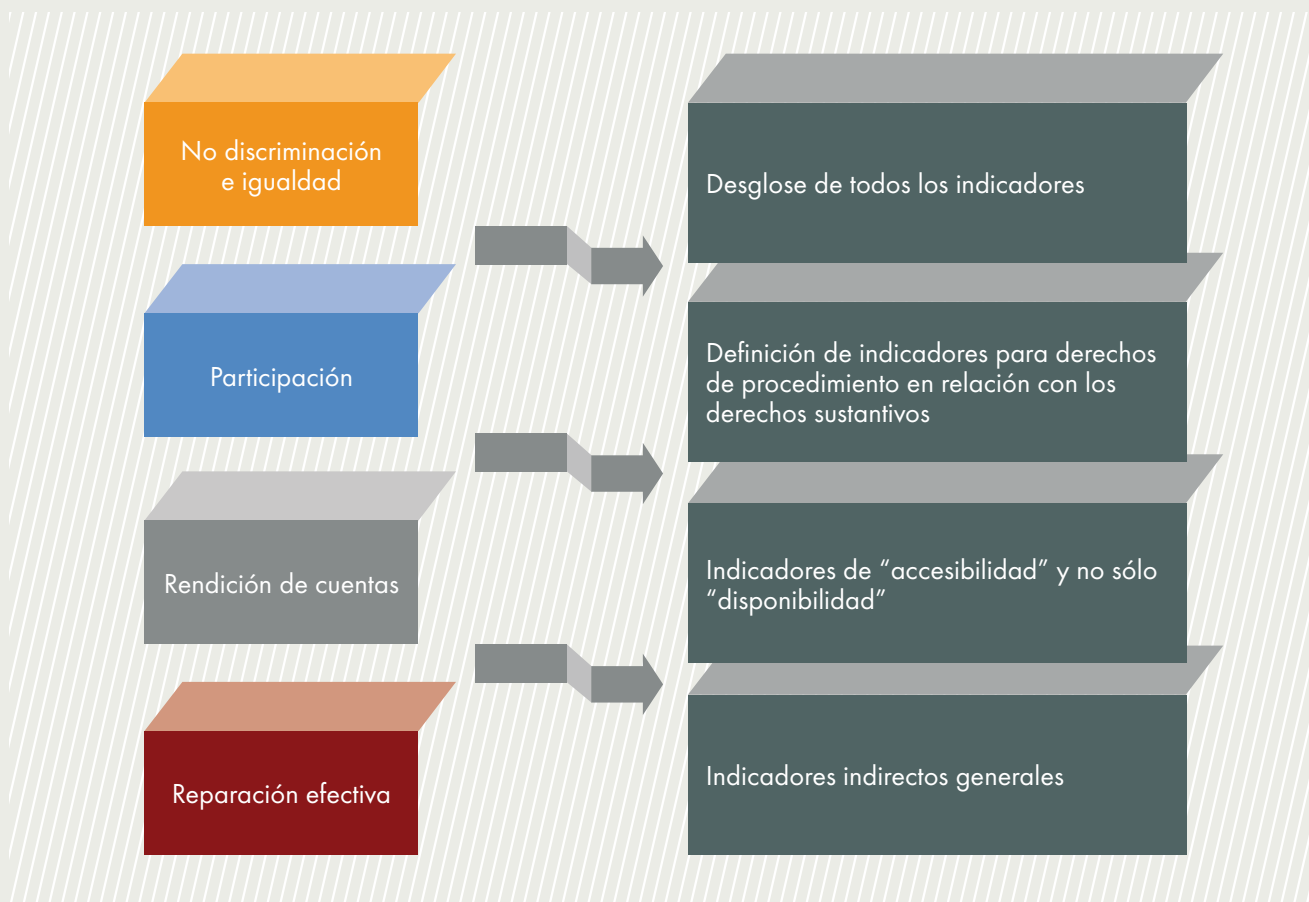 No discriminación
e igualdad
Participación
Rendición de cuentas
Reparación efectiva
Desglose de todos los indicadores
Definición de indicadores para derechos
de procedimiento en relación con los
derechos sustantivos
Indicadores de “accesibilidad” y no sólo
“disponibilidad”
Indicadores indirectos generales